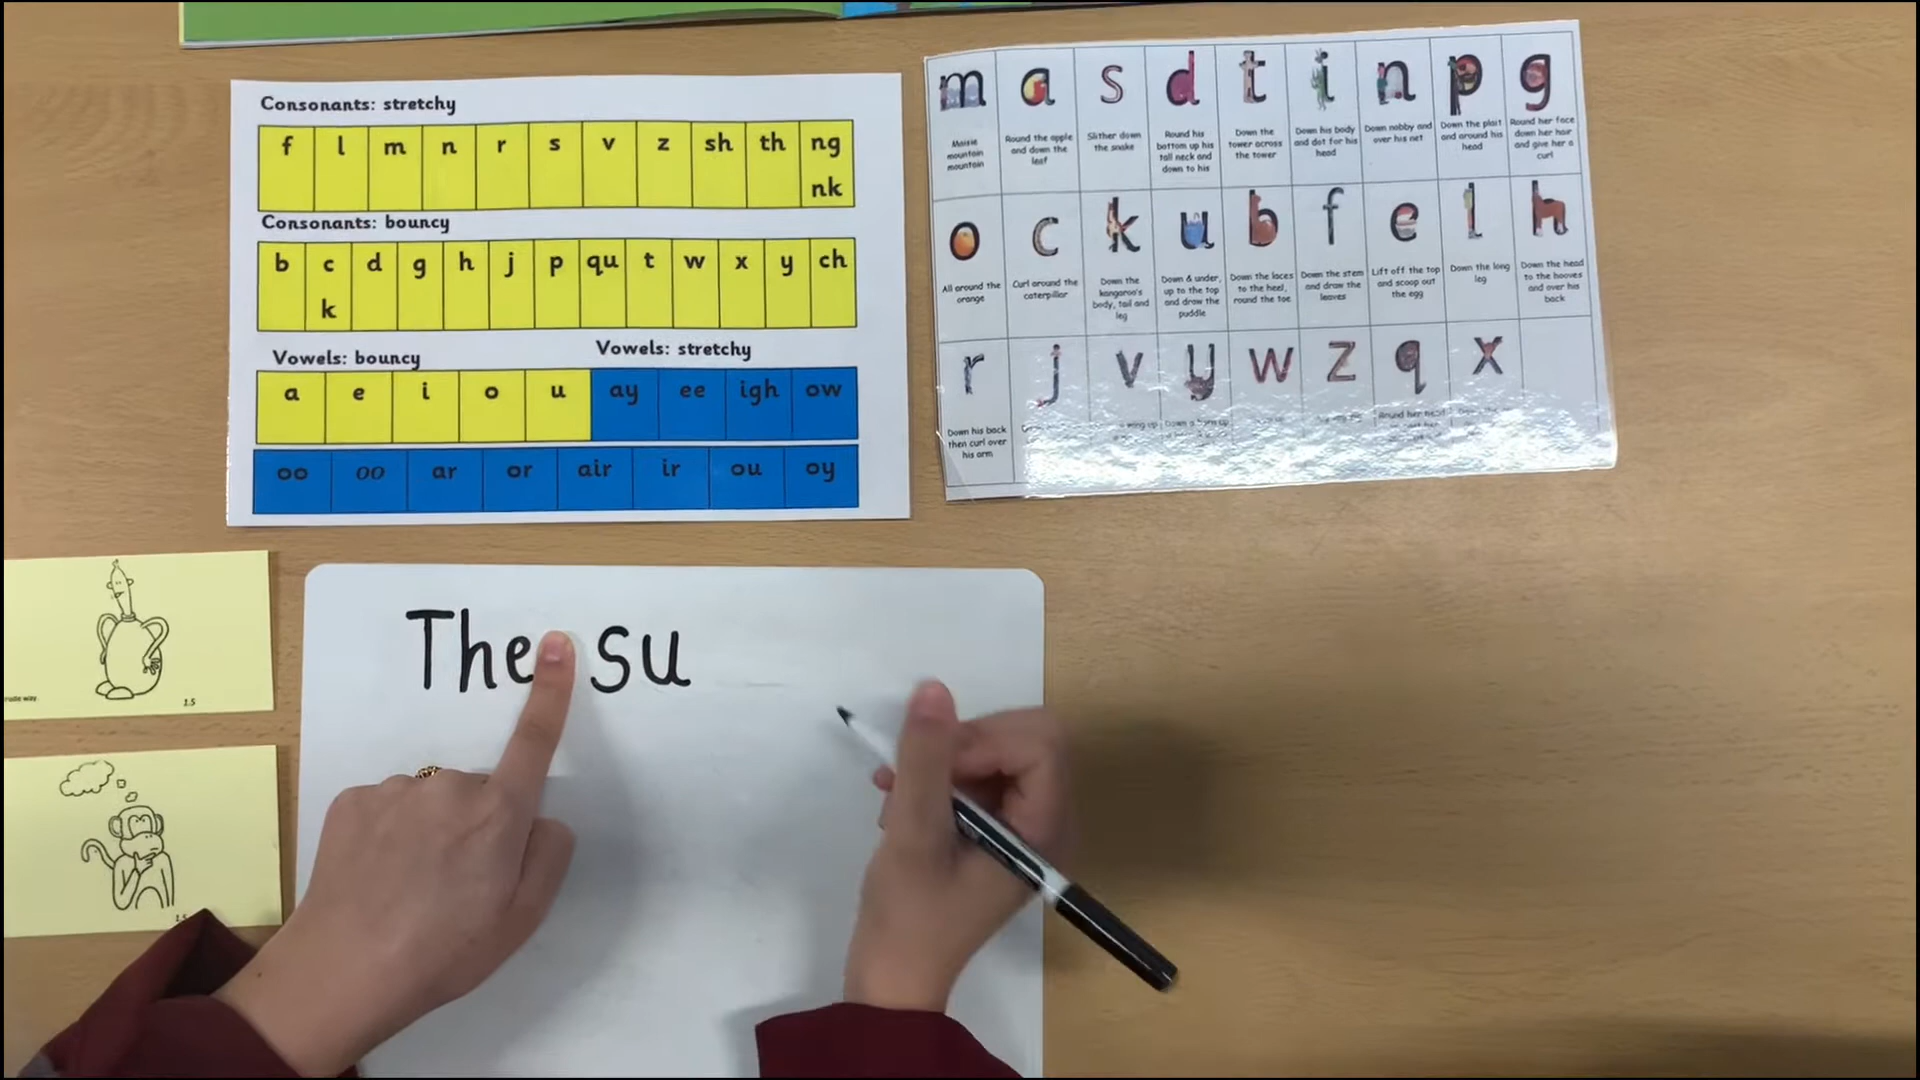 Consonants: stretchy
f l m n r s v z sh th ng
nk
Consonants: bouncy
b c d g h j p qu t w x y ch
k
Vowels: bouncy Vowels: stretchy
a e i o u ay ee igh ow
oo oo ar or air ir ou oy
m a s d t i n p g
Maisie mountain mountain
Round the apple and down the leaf
Slither down the snake
Round his bottom up his tall neck and down to his
Down the tower across the tower
Down his body and dot for his head
Down nobby and over his net
Down the plait and around his head
Round her face down her hair and give her a curl
o c k u b f e l h
All around the orange
Curl around the caterpillar
Down the kangaroo's body, tail and leg
Down & under, up to the top and draw the puddle
Down the laces to the heel, round the toe
Down the stem and draw the leaves
Lift off the top and scoop out the egg
Down the long leg
Down the head to the hooves and over his back
r j v y w z q x
Down his back then curl over his arm
1.5
The su